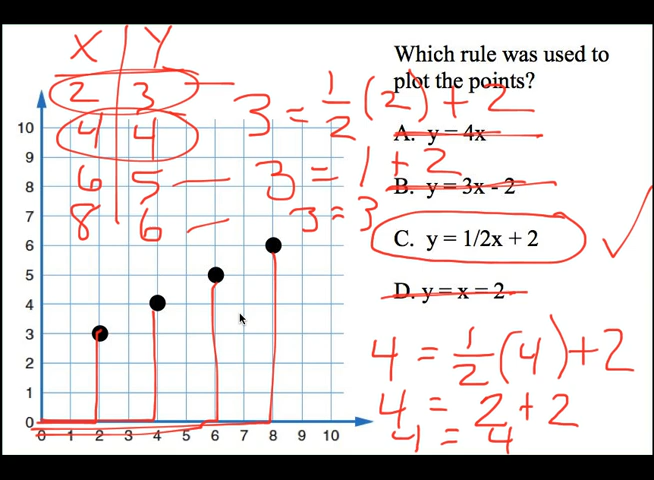 Which rule was used to
plot the points?
A. y = 4x
B. y = 3x - 2
C. y = 1/2x + 2
D. y = x = 2
X Y
2 3
4 4
6 5
8 6
3 = 1/2 (2) + 2
3 = 1 + 2
3 = 3
4 = 1/2 (4) + 2
4 = 2 + 2
4 = 4
10
9
8
7
6
5
4
3
2
1
0
0 1 2 3 4 5 6 7 8 9 10